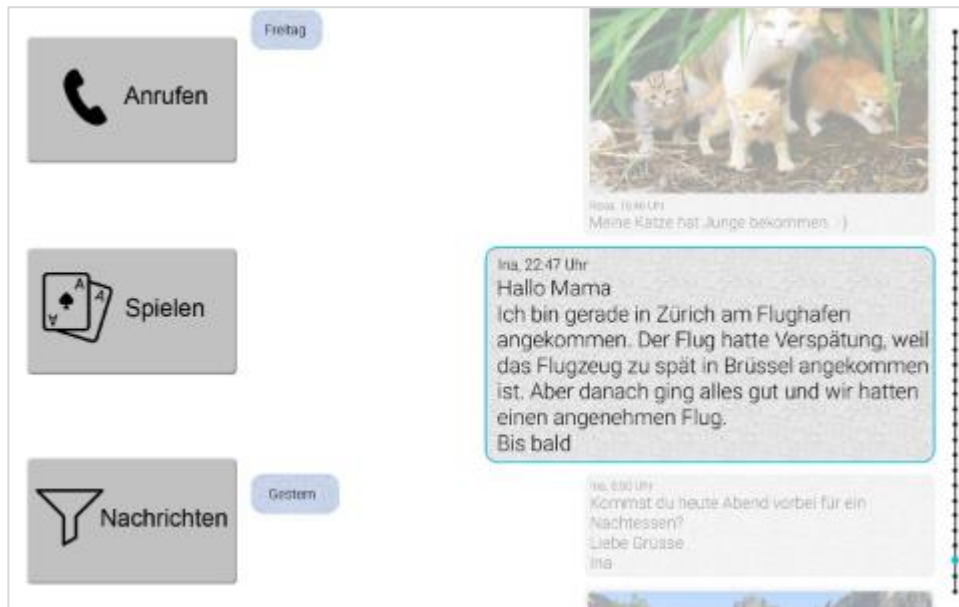 Freitag
Anrufen
Rosa, 16:46 Uhr
Meine Katze hat Junge bekommen :-)
Ina, 22:47 Uhr
Hallo Mama
Ich bin gerade in Zürich am Flughafen
angekommen. Der Flug hatte Verspätung, weil
das Flugzeug zu spät in Brüssel angekommen
ist. Aber danach ging alles gut und wir hatten
einen angenehmen Flug.
Bis bald
A
A
A
Spielen
Gestern
Nachrichten
Ina, Uhr
Kommst du heute Abend vorbei für ein
Nachtessen?
Liebe Grüsse
Ina